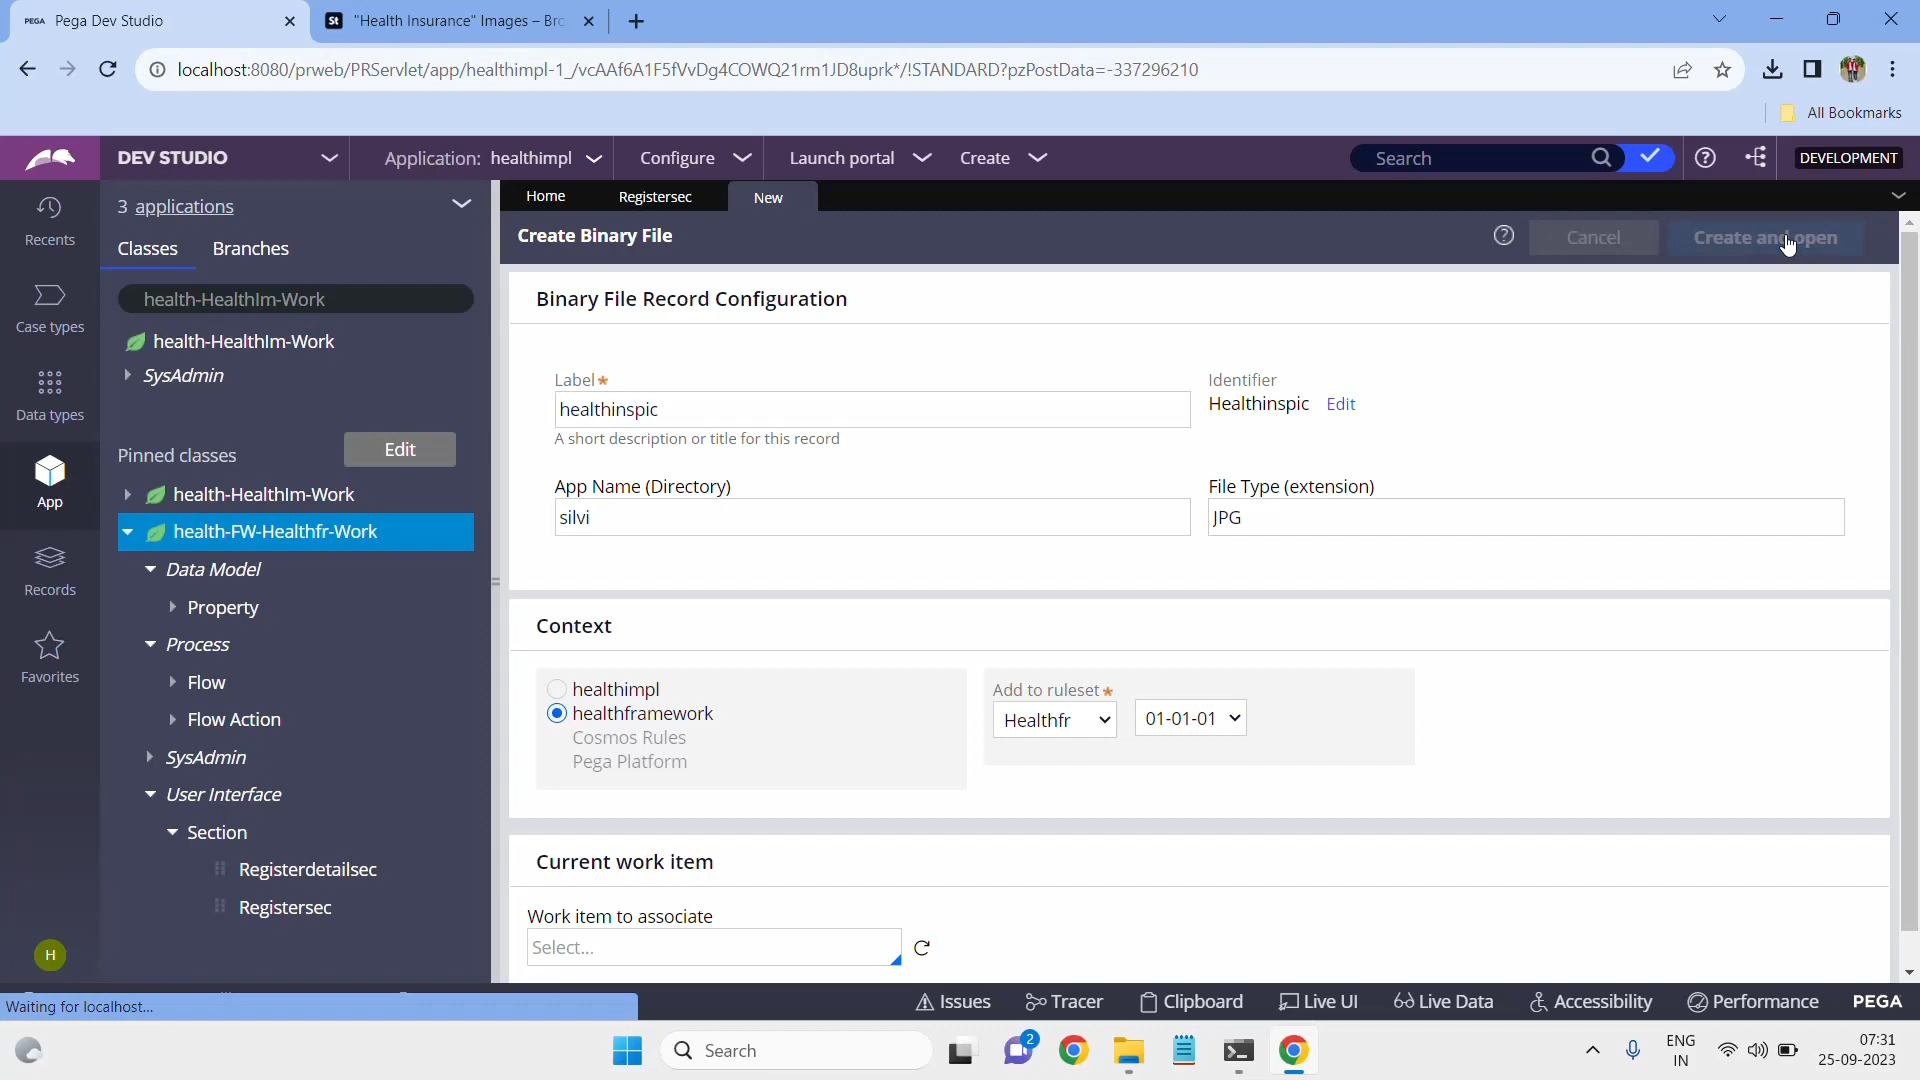 PEGA Pega Dev Studio
St "Health Insurance" Images – Bro
localhost:8080/prweb/PRServlet/app/healthimpl-1_/vcAAf6A1F5fVvDg4COWQ21rm1JD8uprk*/!STANDARD?pzPostData=-337296210
All Bookmarks
DEV STUDIO
Application: healthimpl
Configure
Launch portal
Create
Search
DEVELOPMENT
Recents
Case types
Data types
App
Records
Favorites
H
3 applications
Classes Branches
health-HealthIm-Work
health-HealthIm-Work
SysAdmin
Pinned classes
Edit
health-HealthIm-Work
health-FW-Healthfr-Work
Data Model
Property
Process
Flow
Flow Action
SysAdmin
User Interface
Section
Registerdetailsec
Registersec
Home Registersec New
Create Binary File
Cancel
Create and open
Binary File Record Configuration
Label*
healthinspic
A short description or title for this record
Identifier
Healthinspic Edit
App Name (Directory)
silvi
File Type (extension)
JPG
Context
healthimpl
healthframework
Cosmos Rules
Pega Platform
Add to ruleset*
Healthfr
01-01-01
Current work item
Work item to associate
Select...
Waiting for localhost...
Issues Tracer Clipboard Live UI Live Data Accessibility Performance PEGA
Search
2
ENG
IN
07:31
25-09-2023